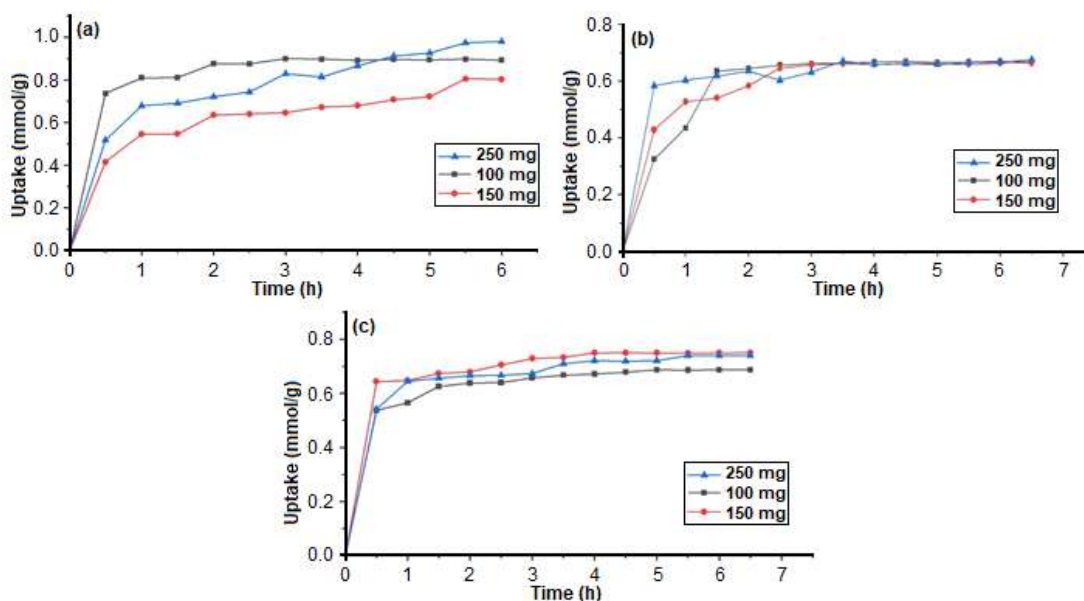 (a)
Uptake (mmol/g)
1.0
0.8
0.6
0.4
0.2
0.0
250 mg
100 mg
150 mg
0 1 2 3 4 5 6
Time (h)
(b)
Uptake (mmol/g)
0.8
0.6
0.4
0.2
0.0
250 mg
100 mg
150 mg
0 1 2 3 4 5 6 7
Time (h)
(c)
Uptake (mmol/g)
0.8
0.6
0.4
0.2
0.0
250 mg
100 mg
150 mg
0 1 2 3 4 5 6 7
Time (h)